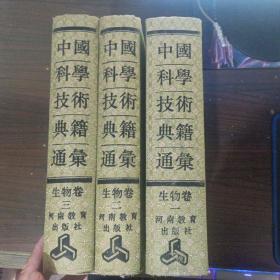 中國
科學
技術
典籍
通彙
生物卷
三
河南教育
出版社
中國
科學
技術
典籍
通彙
生物卷
二
河南教育
出版社
中國
科學
技術
典籍
通彙
生物卷
一
河南教育
出版社